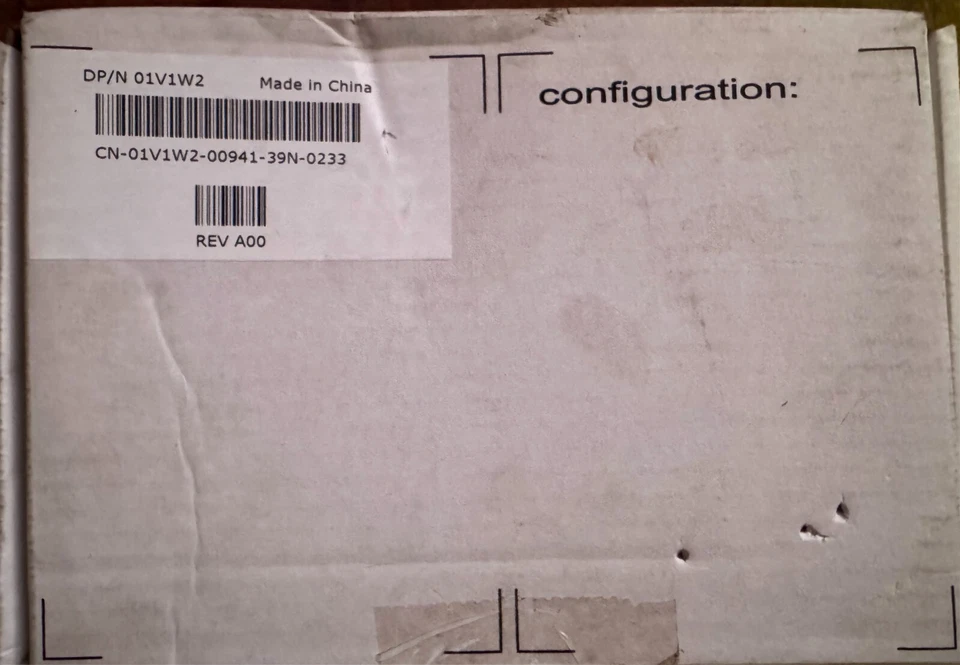 DP/N 01V1W2 Made in China
CN-01V1W2-00941-39N-0233
REV A00
configuration: